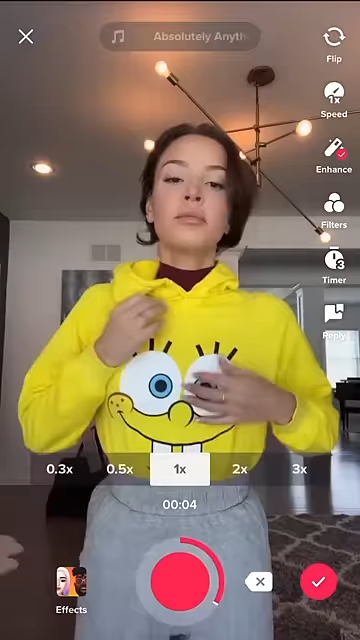 Absolutely Anyth
Flip
1x
Speed
Enhance
Filters
3
Timer
Reply
0.3x
0.5x
1x
2x
3x
00:04
Effects